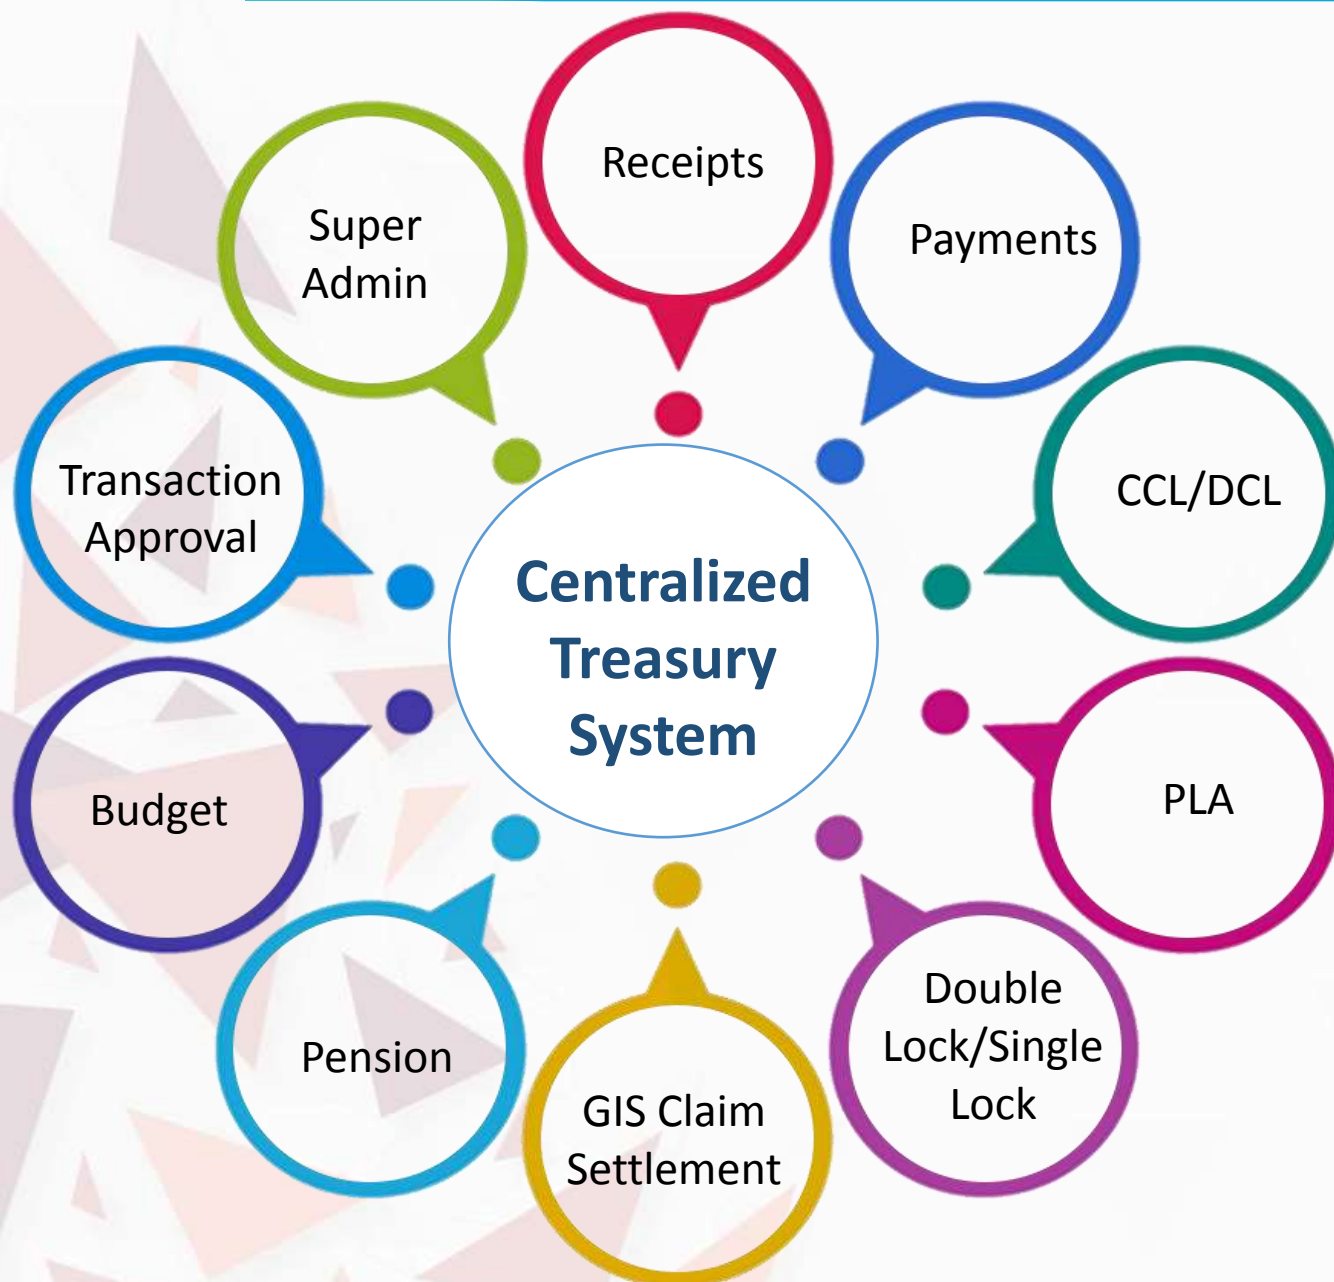 Receipts
Payments
CCL/DCL
PLA
Double
Lock/Single
Lock
GIS Claim
Settlement
Pension
Budget
Transaction
Approval
Super
Admin
Centralized
Treasury
System